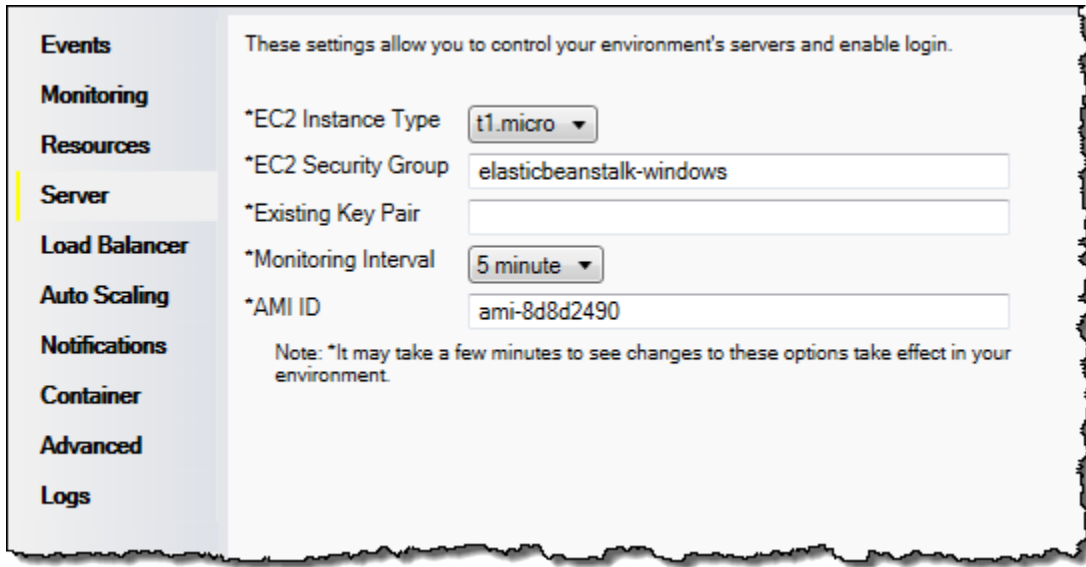 Events
Monitoring
Resources
Server
Load Balancer
Auto Scaling
Notifications
Container
Advanced
Logs
These settings allow you to control your environment's servers and enable login.
*EC2 Instance Type t1.micro
*EC2 Security Group elasticbeanstalk-windows
*Existing Key Pair
*Monitoring Interval 5 minute
*AMI ID ami-8d8d2490
Note: *It may take a few minutes to see changes to these options take effect in your
environment.